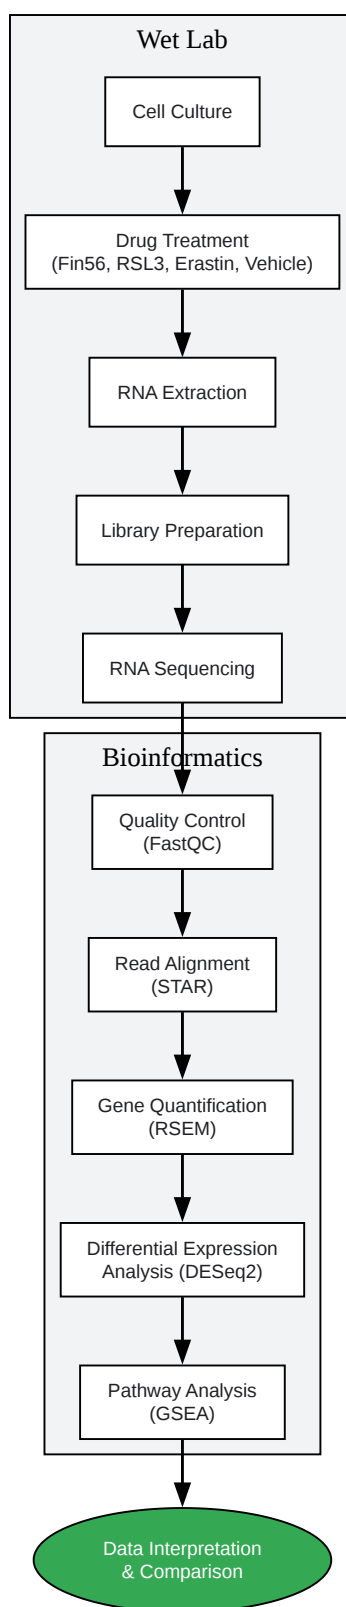 Wet Lab
Cell Culture
Drug Treatment
(Fin56, RSL3, Erastin, Vehicle)
RNA Extraction
Library Preparation
RNA Sequencing
Bioinformatics
Quality Control
(FastQC)
Read Alignment
(STAR)
Gene Quantification
(RSEM)
Differential Expression
Analysis (DESeq2)
Pathway Analysis
(GSEA)
Data Interpretation
& Comparison